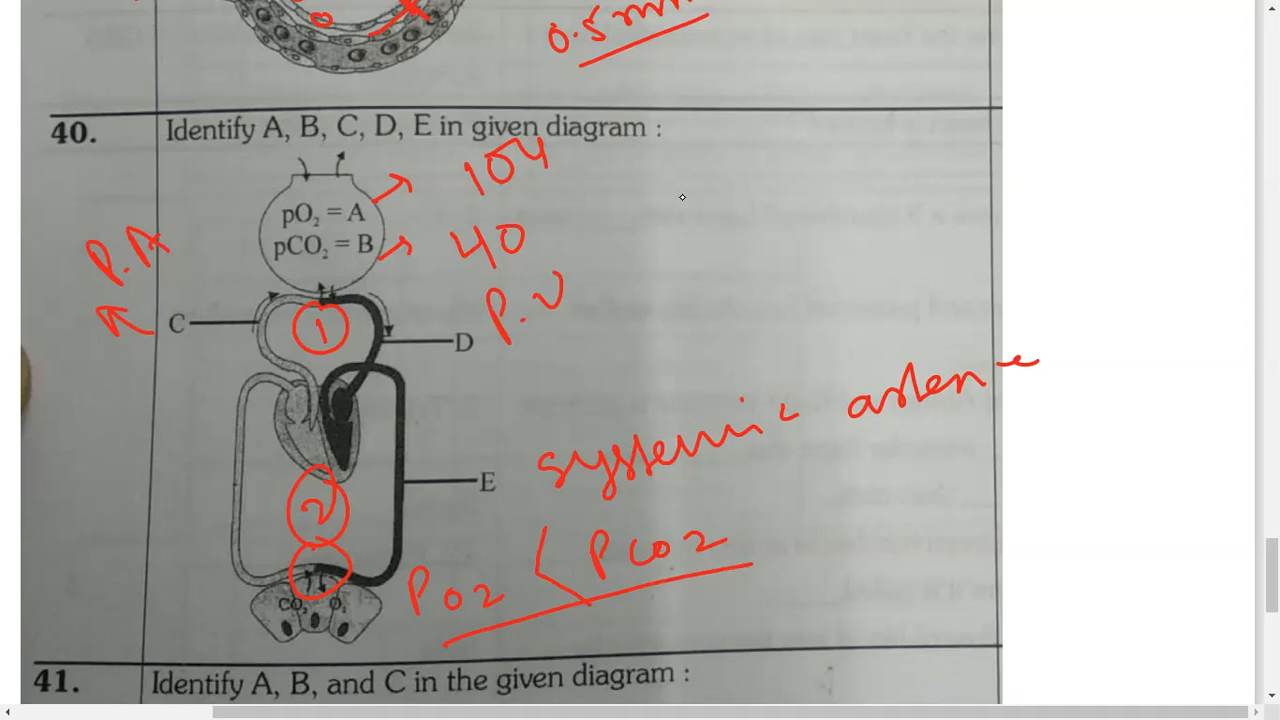 0.5 mm
40.
Identify A, B, C, D, E in given diagram :
104
pO₂ = A
pCO₂ = B
40
P.A
P.V
C
1
D
systemic
E
2
PO2 < PCO2
CO₂ O₂
41.
Identify A, B, and C in the given diagram :